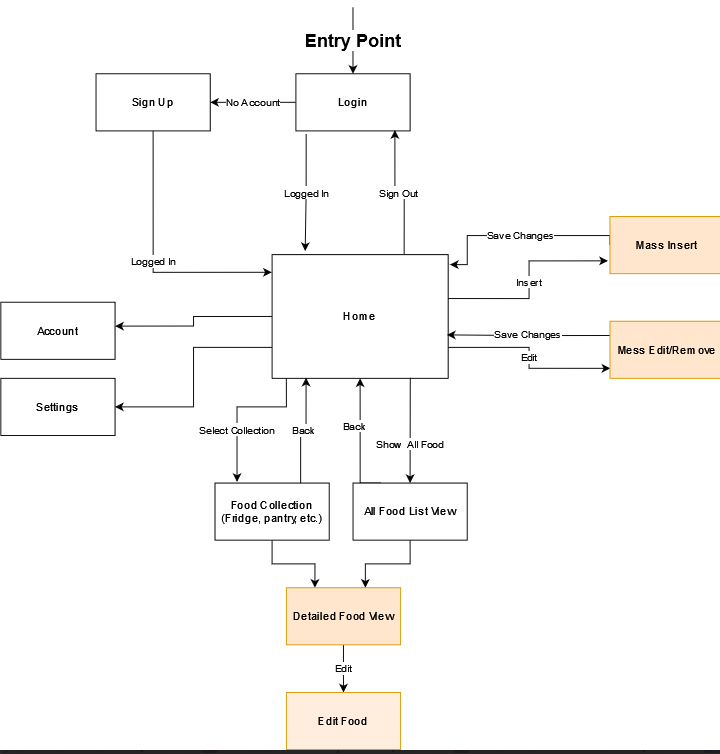 Entry Point
Sign Up
No Account
Login
Logged In
Sign Out
Save Changes
Mass Insert
Logged In
Insert
Home
Account
Save Changes
Mess Edit/Remove
Edit
Settings
Select Collection
Back
Back
Show All Food
Food Collection
(Fridge, pantry, etc.)
All Food List View
Detailed Food View
Edit
Edit Food